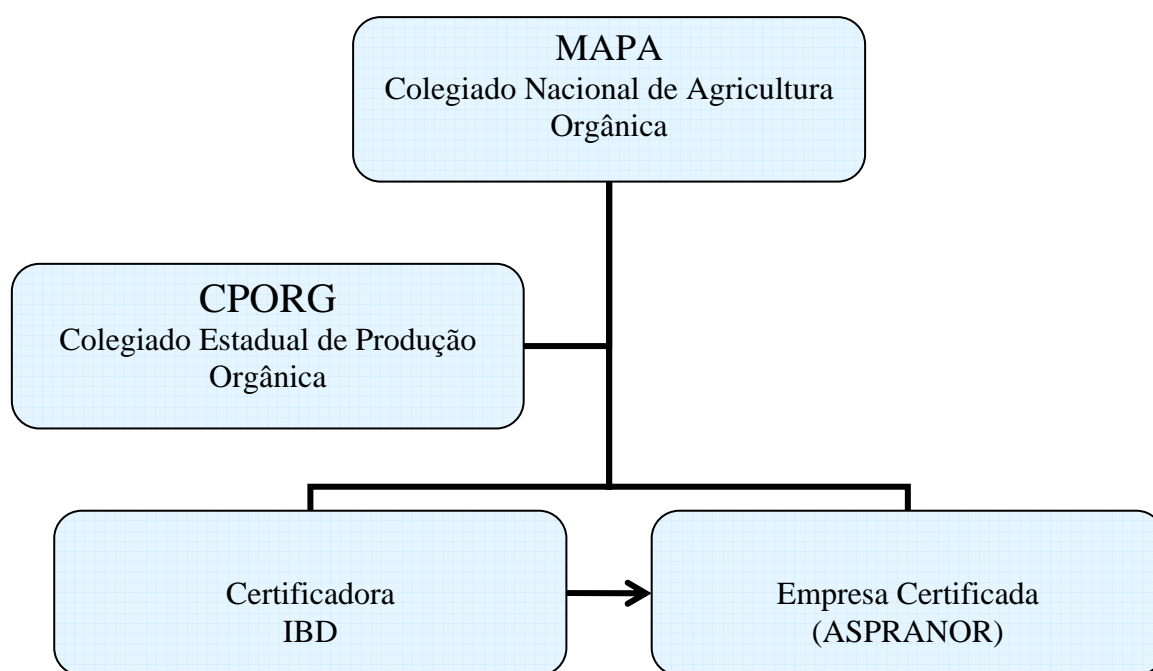 MAPA
Colegiado Nacional de Agricultura
Orgânica
CPORG
Colegiado Estadual de Produção
Orgânica
Certificadora
IBD
Empresa Certificada
(ASPRANOR)